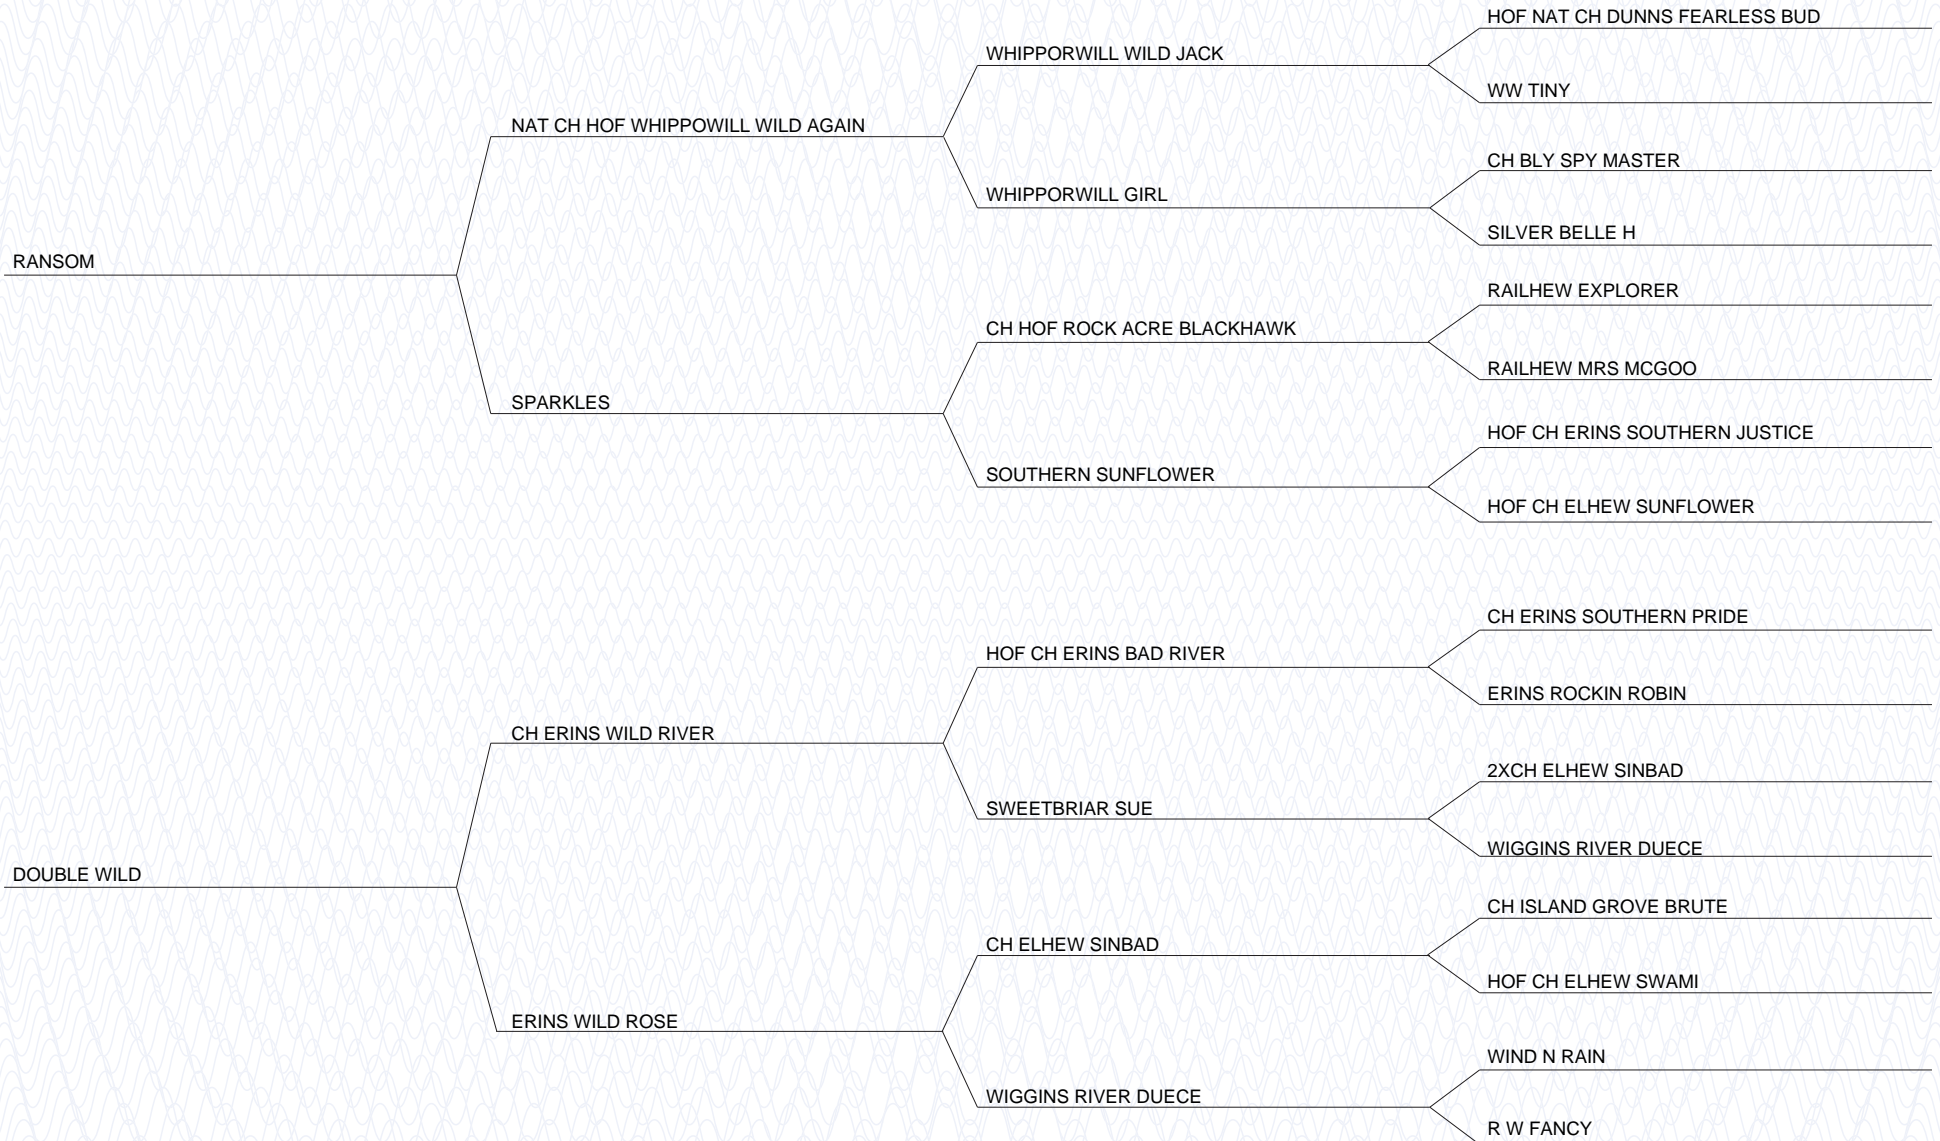 HOF NAT CH DUNNS FEARLESS BUD
WHIPPORWILL WILD JACK
WW TINY
NAT CH HOF WHIPPOWILL WILD AGAIN
CH BLY SPY MASTER
WHIPPORWILL GIRL
SILVER BELLE H
RANSOM
RAILHEW EXPLORER
CH HOF ROCK ACRE BLACKHAWK
RAILHEW MRS MCGOO
SPARKLES
HOF CH ERINS SOUTHERN JUSTICE
SOUTHERN SUNFLOWER
HOF CH ELHEW SUNFLOWER
CH ERINS SOUTHERN PRIDE
HOF CH ERINS BAD RIVER
ERINS ROCKIN ROBIN
CH ERINS WILD RIVER
2XCH ELHEW SINBAD
SWEETBRIAR SUE
WIGGINS RIVER DUECE
DOUBLE WILD
CH ISLAND GROVE BRUTE
CH ELHEW SINBAD
HOF CH ELHEW SWAMI
ERINS WILD ROSE
WIND N RAIN
WIGGINS RIVER DUECE
R W FANCY